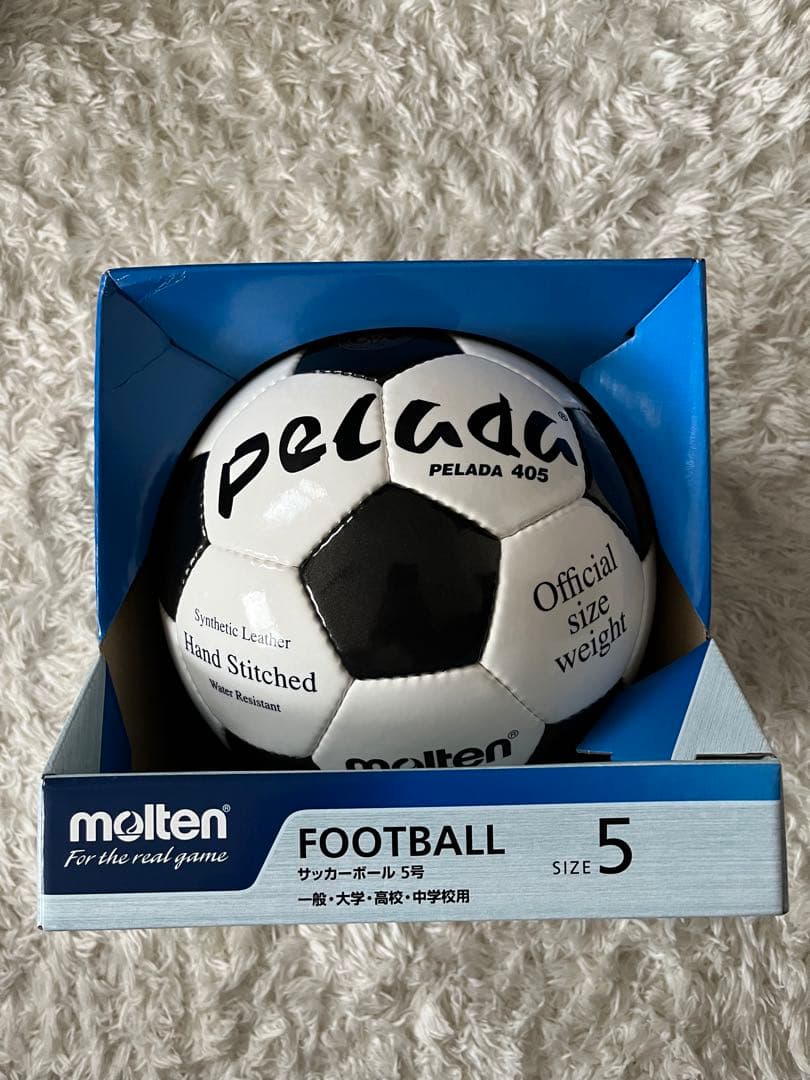 pelada®
PELADA 405
Official
size
weight
Synthetic Leather
Hand Stitched
Water Resistant
molten®
molten®
For the real game
FOOTBALL
サッカーボール 5号
一般・大学・高校・中学校用
SIZE 5